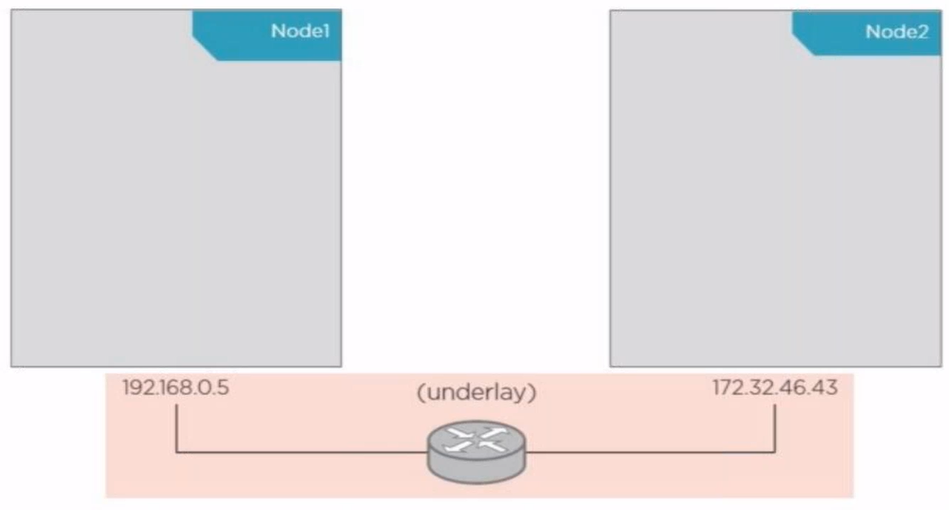 Node1
Node2
192.168.0.5
(underlay)
172.32.46.43